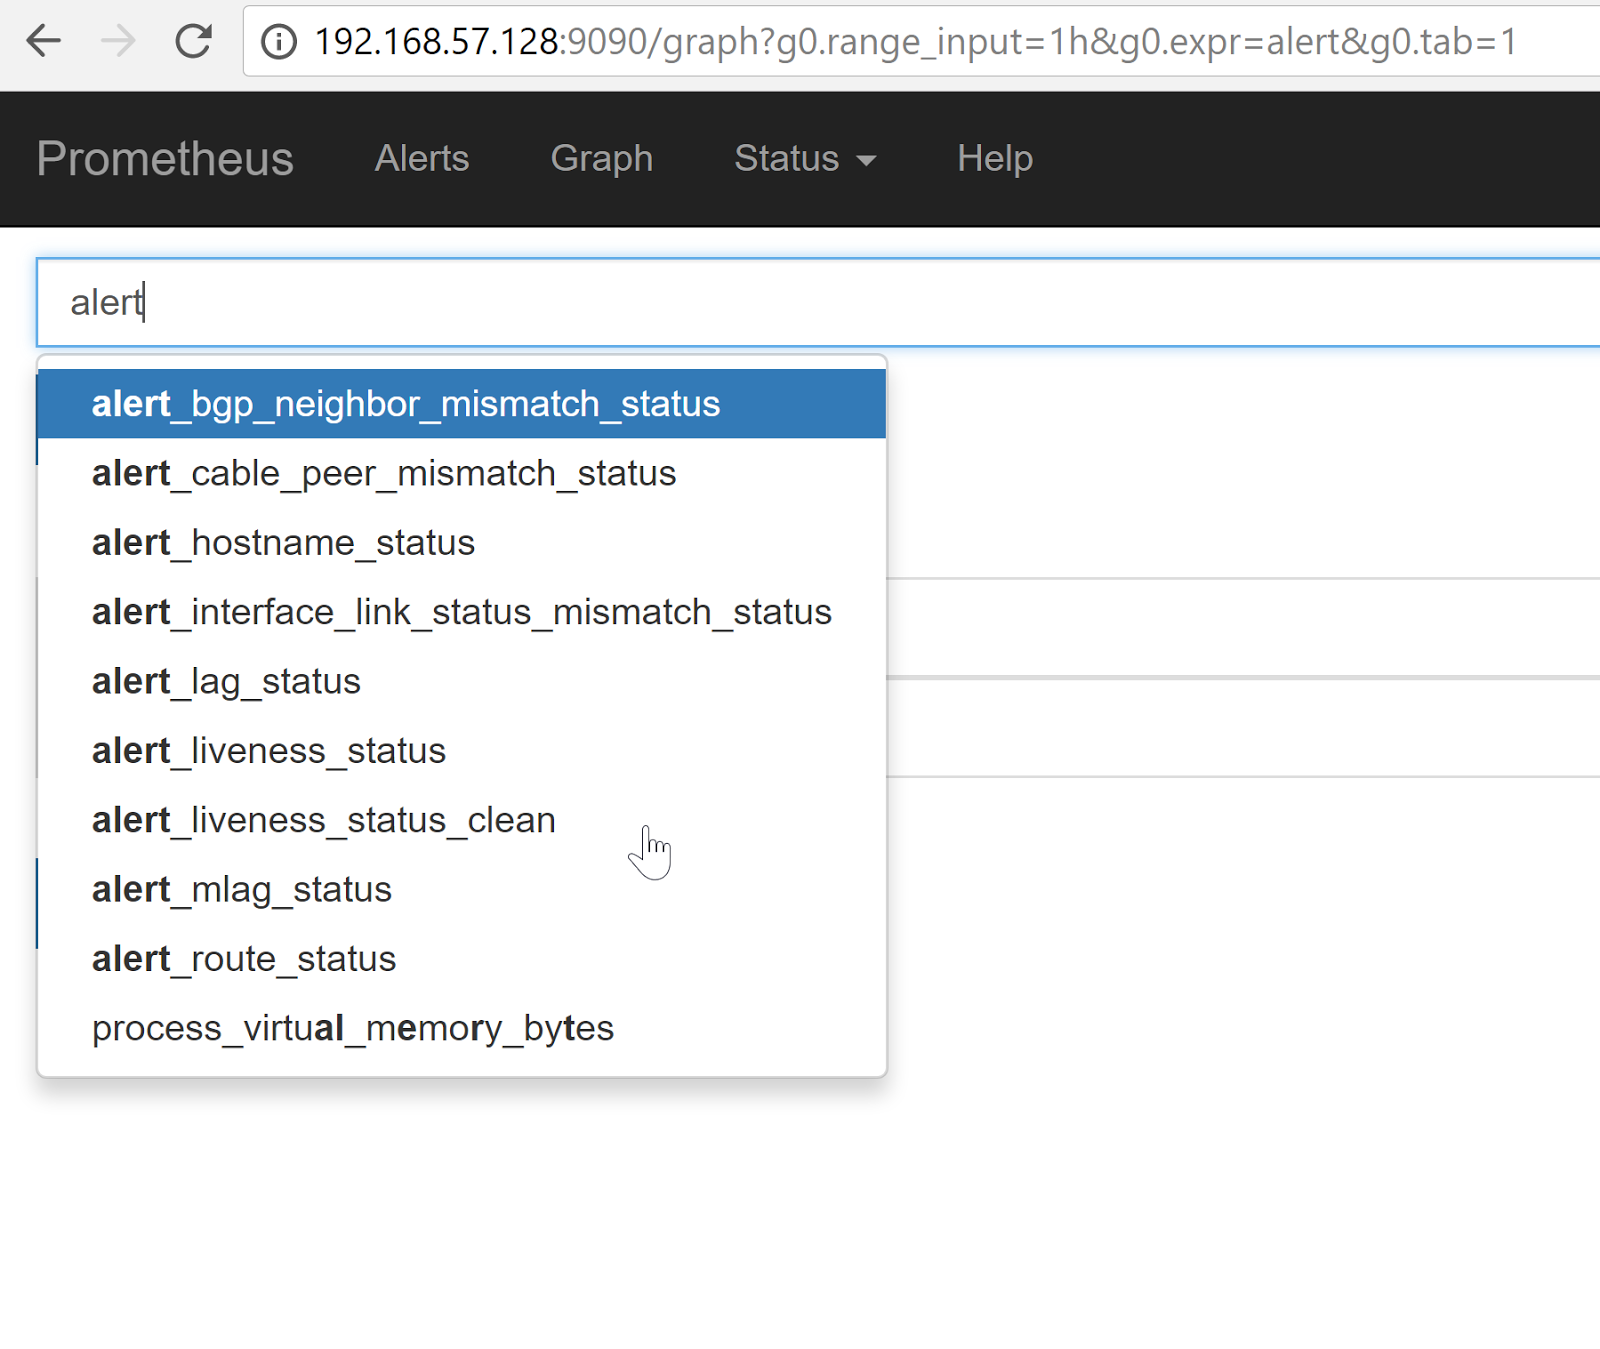 192.168.57.128:9090/graph?g0.range_input=1h&g0.expr=alert&g0.tab=1
Prometheus Alerts Graph Status Help
alert
alert_bgp_neighbor_mismatch_status
alert_cable_peer_mismatch_status
alert_hostname_status
alert_interface_link_status_mismatch_status
alert_lag_status
alert_liveness_status
alert_liveness_status_clean
alert_mlag_status
alert_route_status
process_virtual_memory_bytes